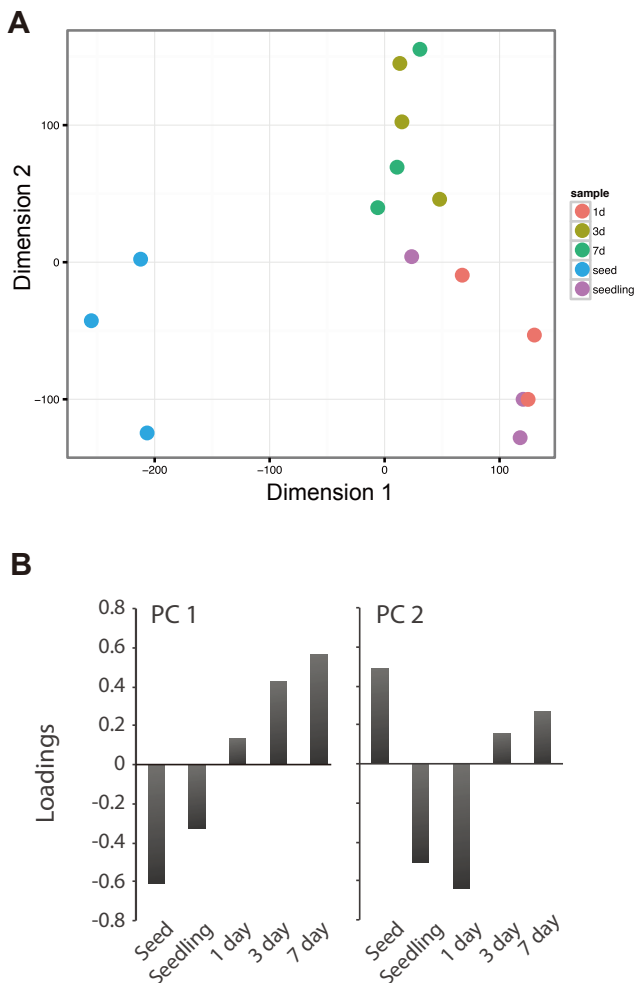 A
Dimension 2
100
0
−100
−200
−100
0
100
Dimension 1
sample
1d
3d
7d
seed
seedling
B
Loadings
0.8
0.6
0.4
0.2
0
-0.2
-0.4
-0.6
-0.8
PC 1
PC 2
Seed
Seedling
1 day
3 day
7 day
Seed
Seedling
1 day
3 day
7 day